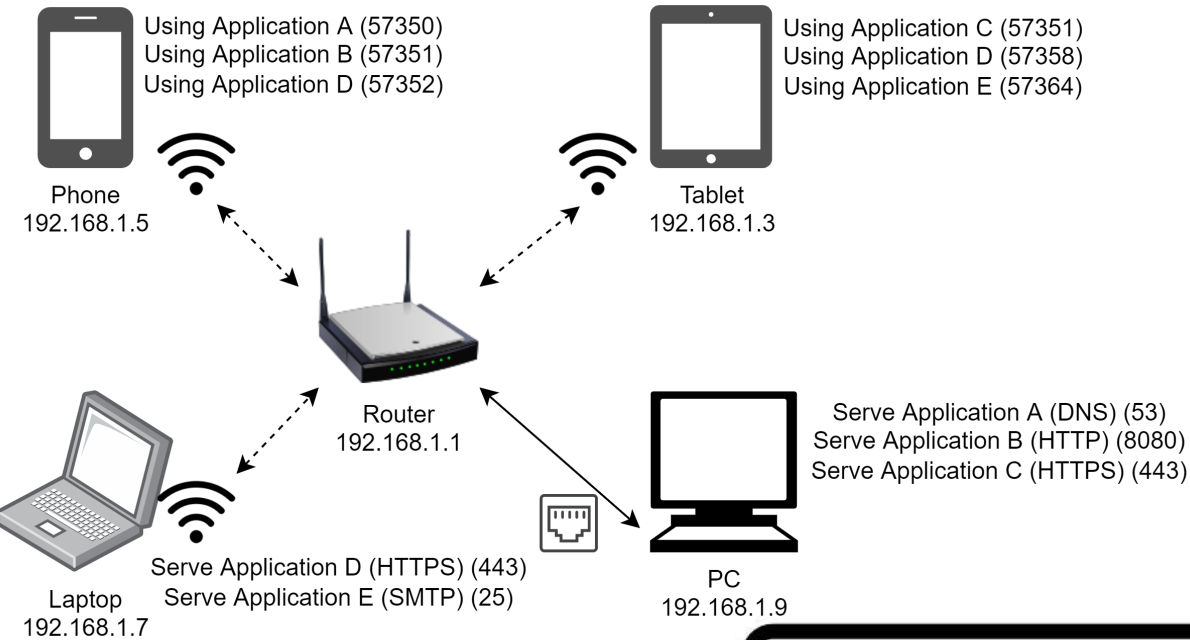 Using Application A (57350)
Using Application B (57351)
Using Application D (57352)
Phone
192.168.1.5
Using Application C (57351)
Using Application D (57358)
Using Application E (57364)
Tablet
192.168.1.3
Router
192.168.1.1
Serve Application D (HTTPS) (443)
Serve Application E (SMTP) (25)
Laptop
192.168.1.7
Serve Application A (DNS) (53)
Serve Application B (HTTP) (8080)
Serve Application C (HTTPS) (443)
PC
192.168.1.9